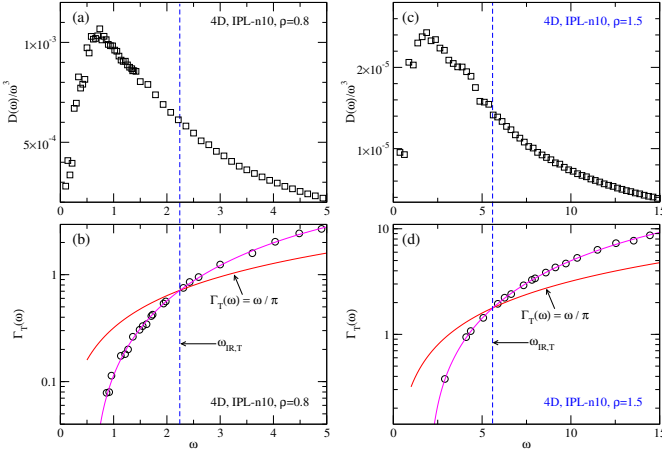 (a) 4D, IPL-n10, ρ=0.8
D(ω)/ω³
1×10⁻³
5×10⁻⁴
0 1 2 3 4 5
(c) 4D, IPL-n10, ρ=1.5
D(ω)/ω³
2×10⁻⁵
1×10⁻⁵
0 5 10 15
(b)
Γ_T(ω)
1
0.1
Γ_T(ω) = ω / π
ω_IR,T
4D, IPL-n10, ρ=0.8
0 1 2 3 4 5
ω
(d)
Γ_T(ω)
10
1
Γ_T(ω) = ω / π
ω_IR,T
4D, IPL-n10, ρ=1.5
0 5 10 15
ω